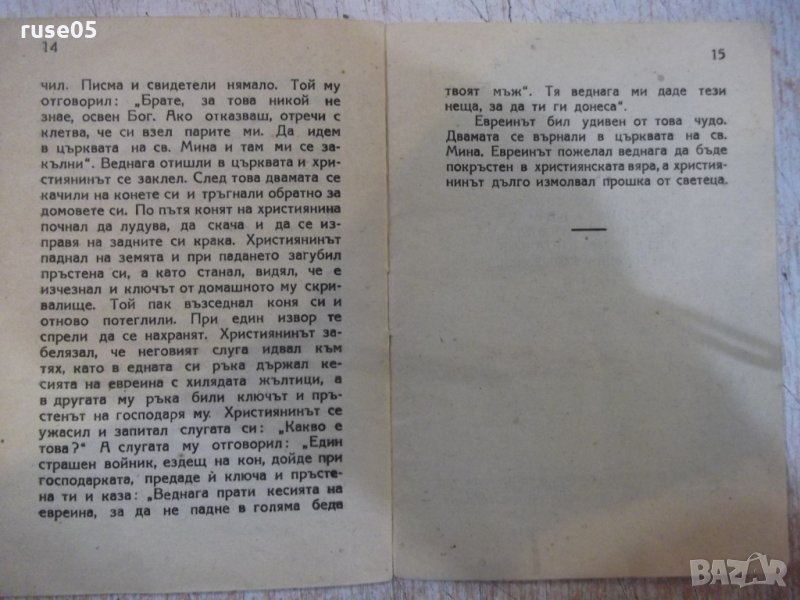 ruse05
14
чил. Писма и свидетели нямало. Той му
отговорил: „Брате, за това никой не
знае, освен Бог. Ако отказваш, отречи с
клетва, че си взел парите ми. Да идем
в църквата на св. Мина и там ми се за-
кълни“. Веднага отишли в църквата и хри-
стиянинът се заклел. След това двамата се
качили на конете си и тръгнали обратно за
домовете си. По пътя конят на християнина
почнал да лудува, да скача и да се из-
правя на задните си крака. Християнинът
паднал на земята и при падането загубил
пръстена си, а като станал, видял, че е
изчезнал и ключът от домашното му скри-
валище. Той пак възседнал коня си и
отново потеглили. При един извор те
спрели да се нахранят. Християнинът за-
белязал, че неговият слуга идвал към
тях, като в едната си ръка държал ке-
сията на евреина с хилядата жълтици, а
в другата му ръка били ключът и пръ-
стенът на господаря му. Християнинът се
ужасил и запитал слугата си: „Какво е
това?“ А слугата му отговорил: „Един
страшен войник, ездещ на кон, дойде при
господарката, предаде ѝ ключа и пръсте-
на ти и каза: „Веднага прати кесията на
евреина, за да не падне в голяма беда
15
твоят мъж“. Тя веднага ми даде тези
неща, за да ти ги донеса“.
Евреинът бил удивен от това чудо.
Двамата се върнали в църквата на св.
Мина. Евреинът пожелал веднага да бъде
покръстен в християнската вяра, а христия
нинът дълго измолвал прошка от светеца.
BAZAR